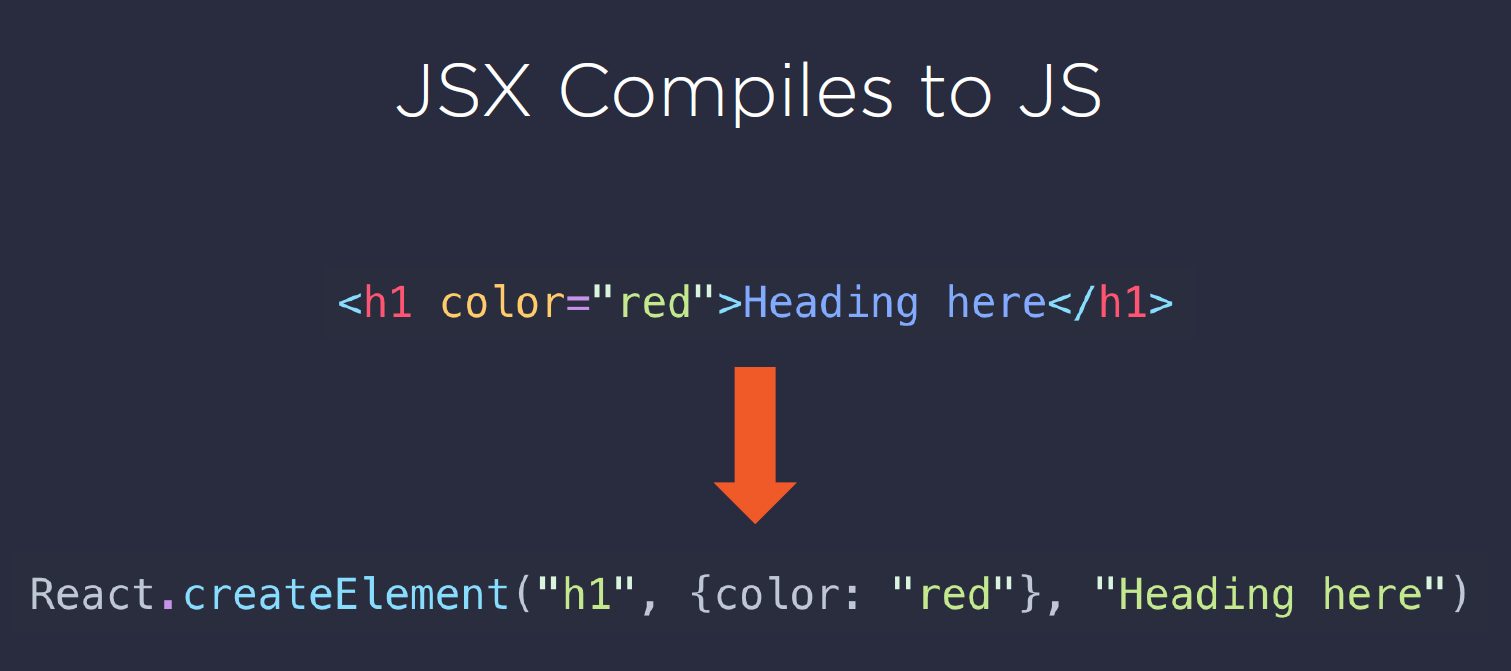 JSX Compiles to JS
<h1 color="red">Heading here</h1>
React.createElement("h1", {color: "red"}, "Heading here")